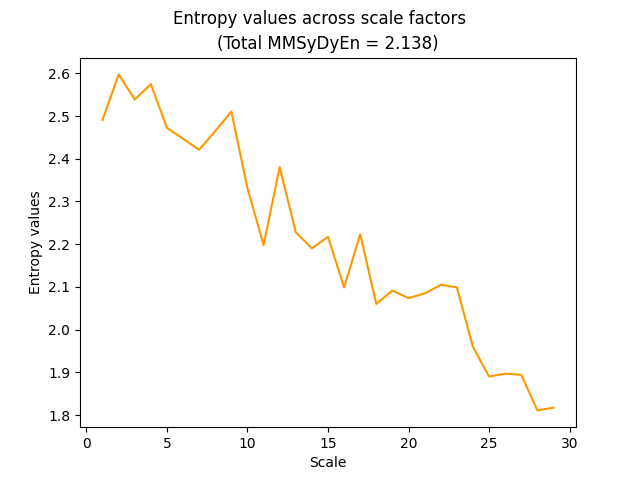 Entropy values across scale factors
(Total MMSyDyEn = 2.138)
2.6
2.5
2.4
2.3
2.2
2.1
2.0
1.9
1.8
Entropy values
0 5 10 15 20 25 30
Scale